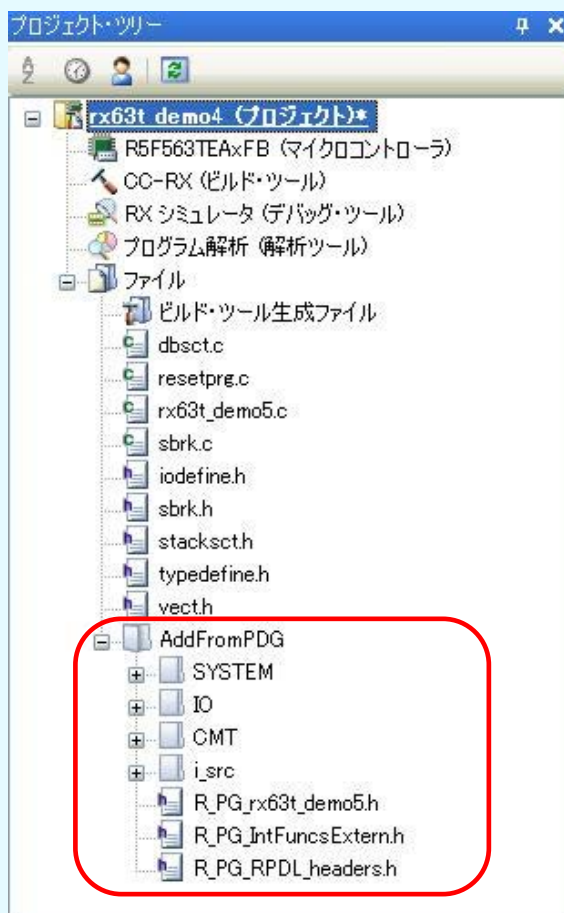 プロジェクト・ツリー
rx63t_demo4 (プロジェクト)*
R5F563TEAxFB (マイクロコントローラ)
CC-RX (ビルド・ツール)
RX シミュレータ (デバッグ・ツール)
プログラム解析 (解析ツール)
ファイル
ビルド・ツール生成ファイル
dbsct.c
resetprg.c
rx63t_demo5.c
sbrk.c
iodefine.h
sbrk.h
stacksct.h
typedefine.h
vect.h
AddFromPDG
SYSTEM
IO
CMT
i_src
R_PG_rx63t_demo5.h
R_PG_IntFuncsExtern.h
R_PG_RPDL_headers.h